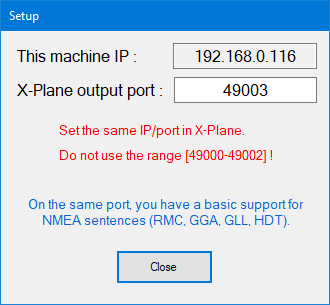 Setup
This machine IP : 192.168.0.116
X-Plane output port : 49003
Set the same IP/port in X-Plane.
Do not use the range [49000-49002] !
On the same port, you have a basic support for
NMEA sentences (RMC, GGA, GLL, HDT).
Close